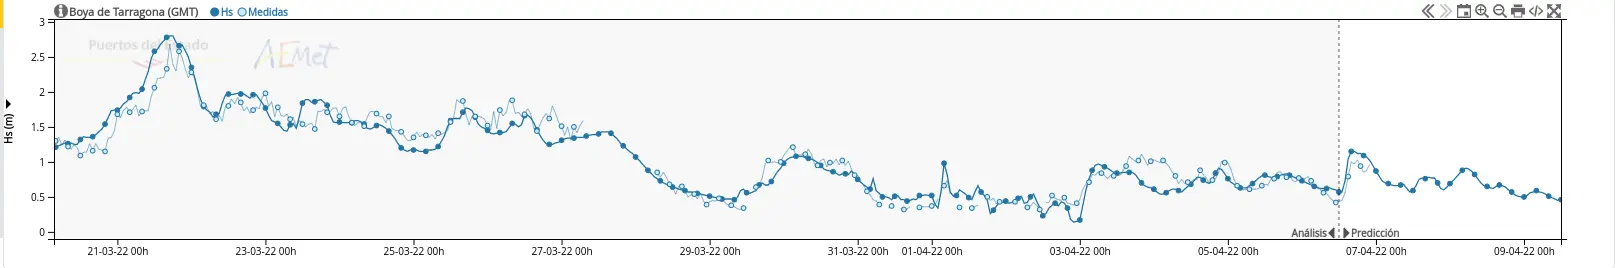 Boya de Tarragona (GMT) Hs Medidas
Puertos del Estado
AEMet
Hs (m)
3
2.5
2
1.5
1
0.5
0
Análisis Predicción
21-03-22 00h 23-03-22 00h 25-03-22 00h 27-03-22 00h 29-03-22 00h 31-03-22 00h 01-04-22 00h 03-04-22 00h 05-04-22 00h 07-04-22 00h 09-04-22 00h